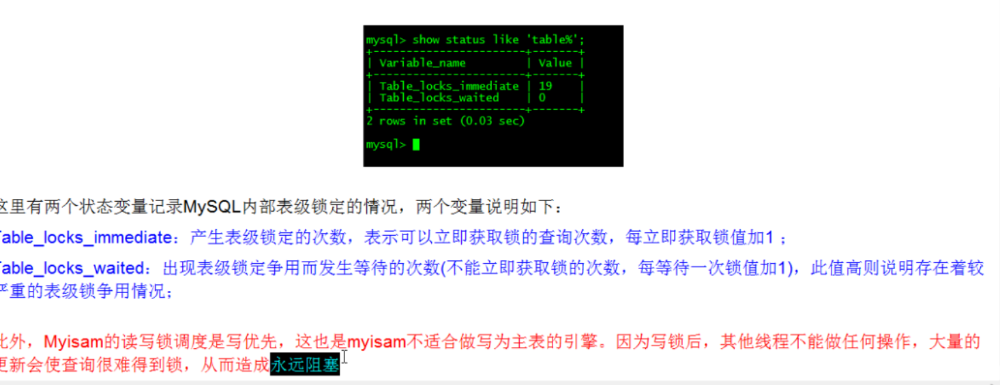 mysql> show status like 'table%';
+-----------------------+-------+
| Variable_name         | Value |
+-----------------------+-------+
| Table_locks_immediate | 19    |
| Table_locks_waited    | 0     |
+-----------------------+-------+
2 rows in set (0.03 sec)
mysql>
这里有两个状态变量记录MySQL内部表级锁定的情况，两个变量说明如下：
Table_locks_immediate：产生表级锁定的次数，表示可以立即获取锁的查询次数，每立即获取锁值加1 ；
Table_locks_waited：出现表级锁定争用而发生等待的次数(不能立即获取锁的次数，每等待一次锁值加1)，此值高则说明存在着较
严重的表级锁争用情况；
此外，Myisam的读写锁调度是写优先，这也是myisam不适合做写为主表的引擎。因为写锁后，其他线程不能做任何操作，大量的
更新会使查询很难得到锁，从而造成永远阻塞